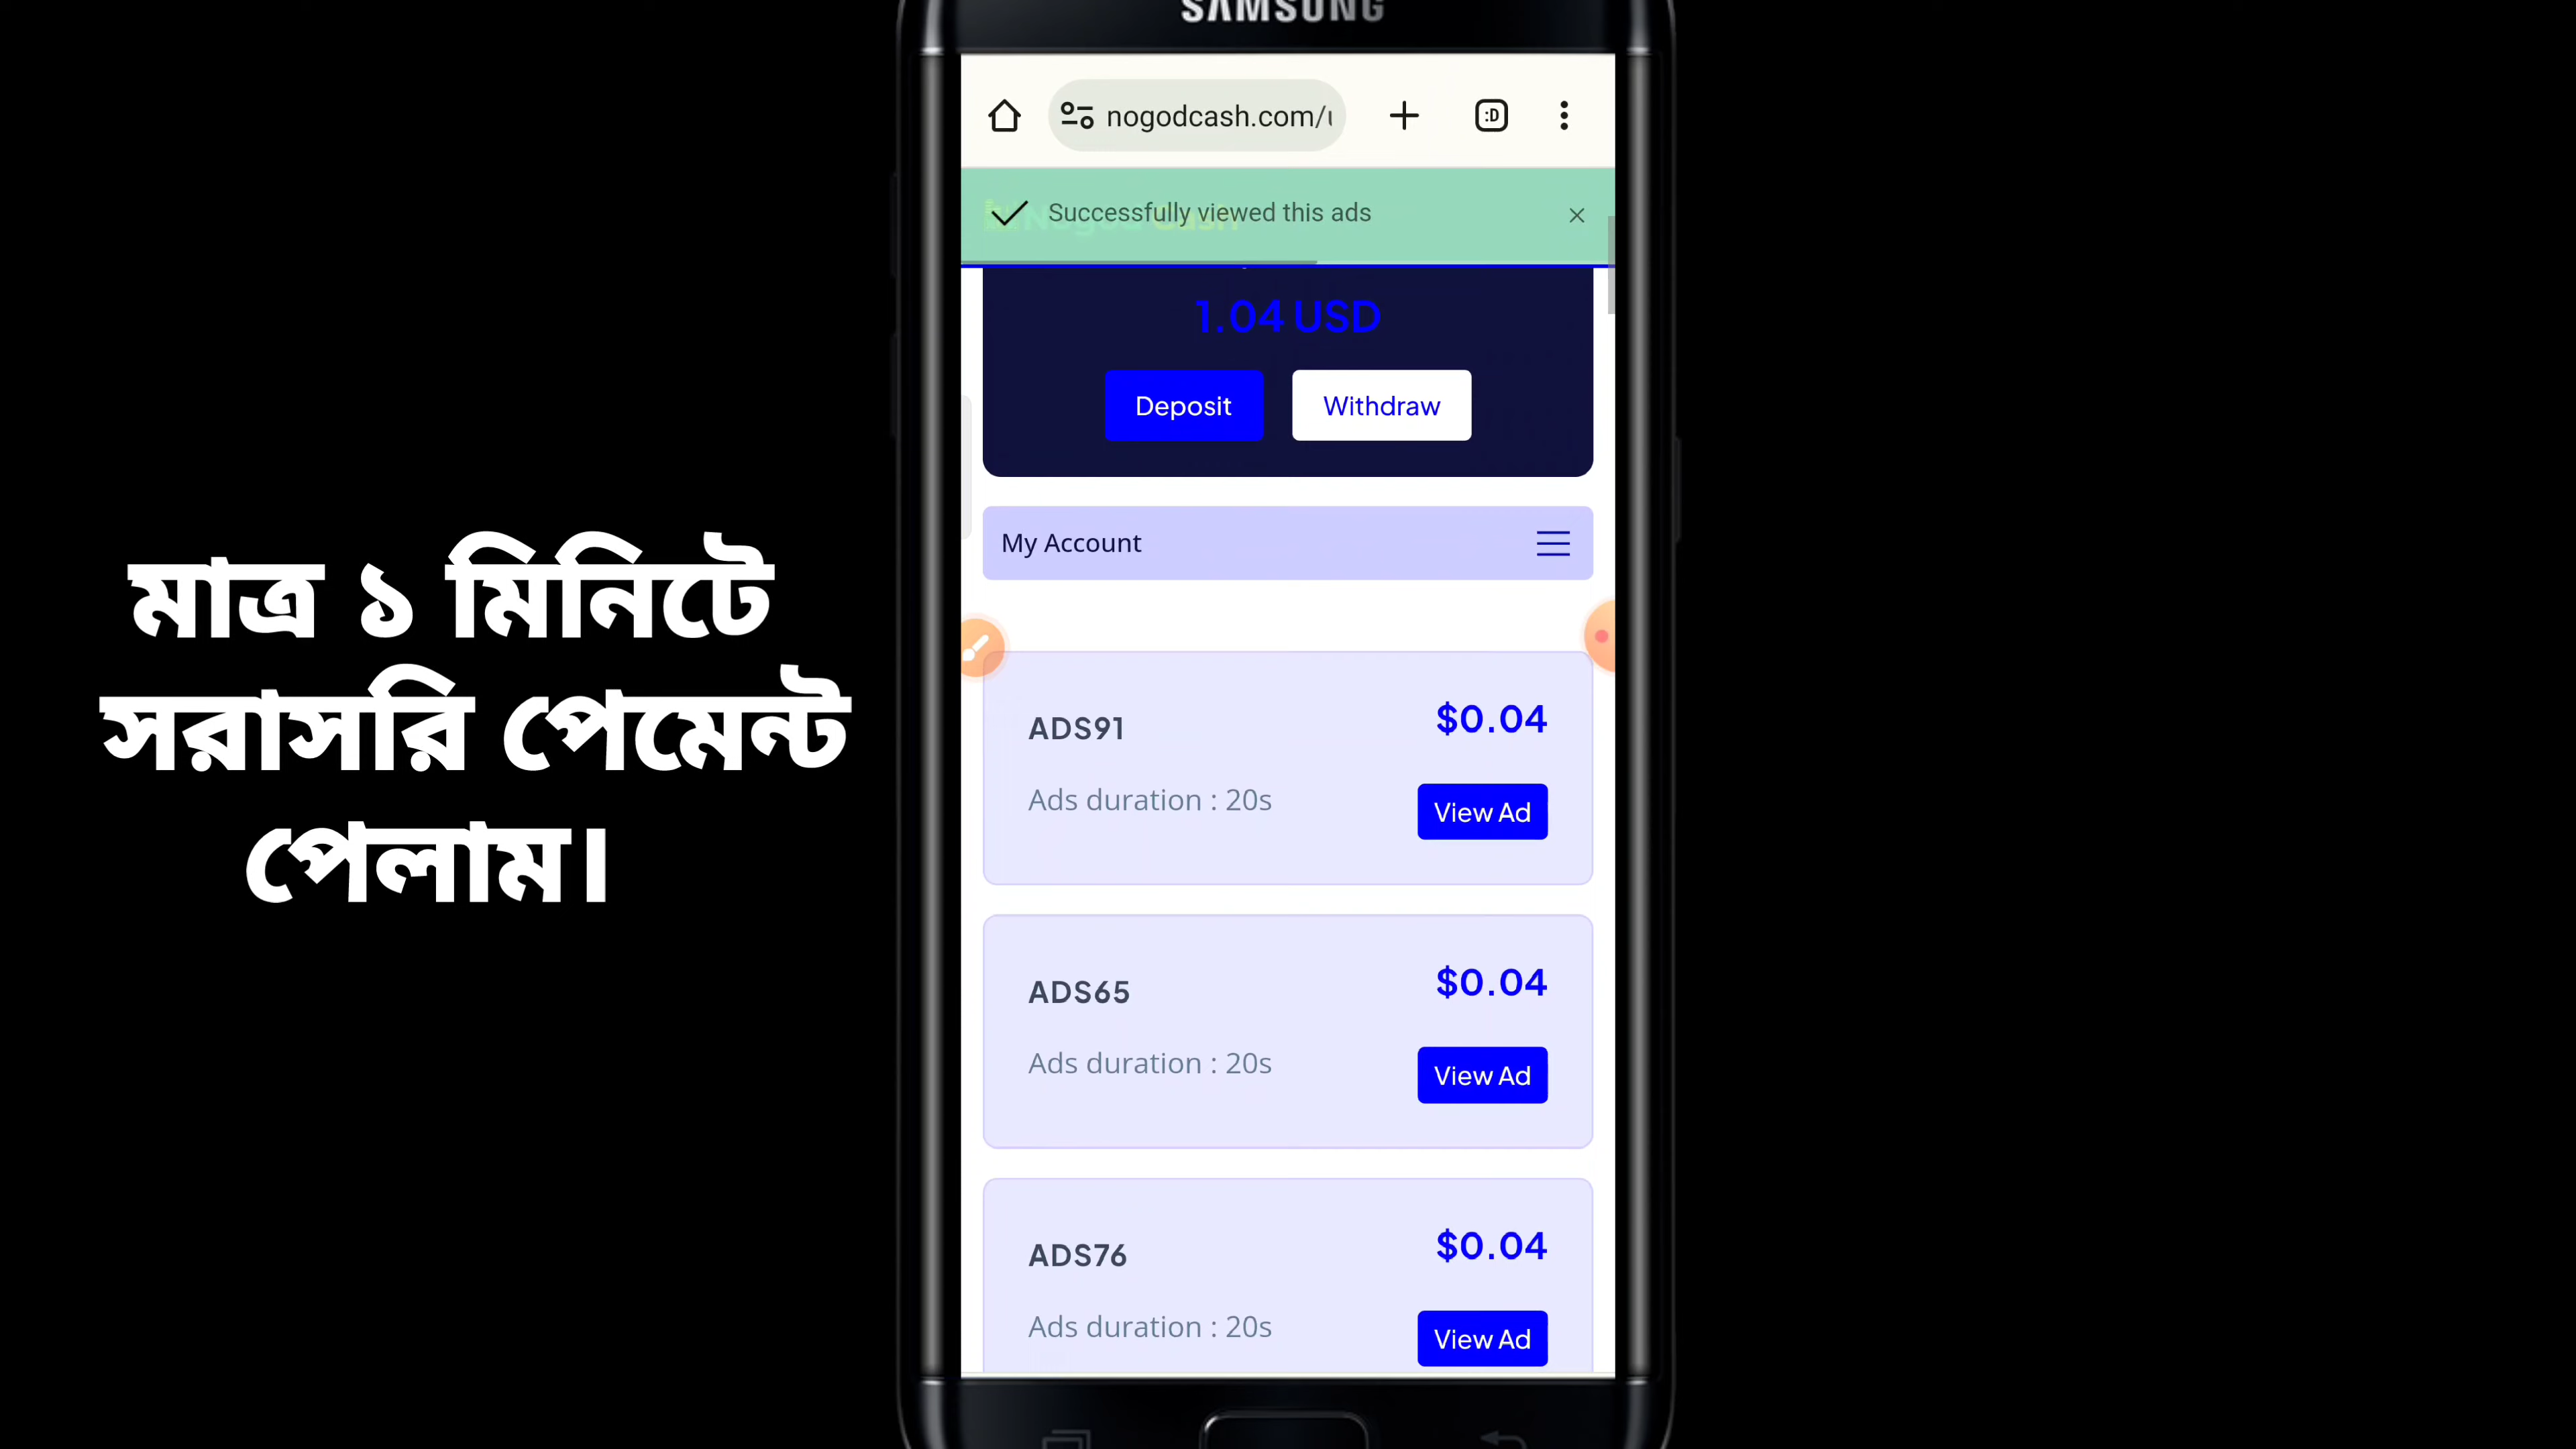 SAMSUNG
nogodcash.com/
:D
Successfully viewed this ads
1.04 USD
Deposit
Withdraw
My Account
মাত্র ১ মিনিটে
সরাসরি পেমেন্ট
পেলাম।
ADS91
$0.04
Ads duration : 20s
View Ad
ADS65
$0.04
Ads duration : 20s
View Ad
ADS76
$0.04
Ads duration : 20s
View Ad